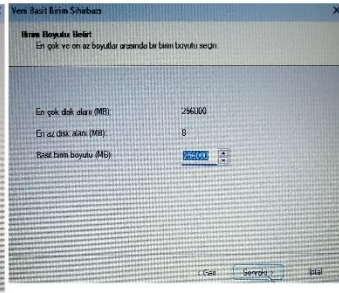 Yeni Basit Birim Sihirbazı
Birim Boyutu Belirt
En çok ve en az boyutlar arasında bir birim boyutu seçin.
En çok disk alanı (MB): 256000
En az disk alanı (MB): 8
Basit birim boyutu (MB): 256000
< Geri Sonraki > İptal